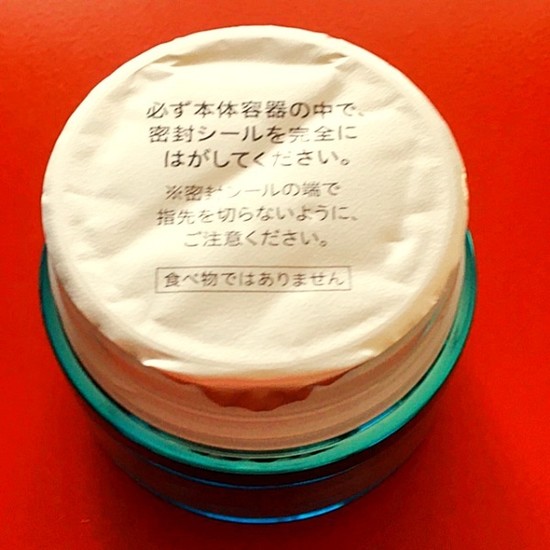 必ず本体容器の中で、
密封シールを完全に
はがしてください。
※密封シールの端で
指先を切らないように、
ご注意ください。
食べ物ではありません